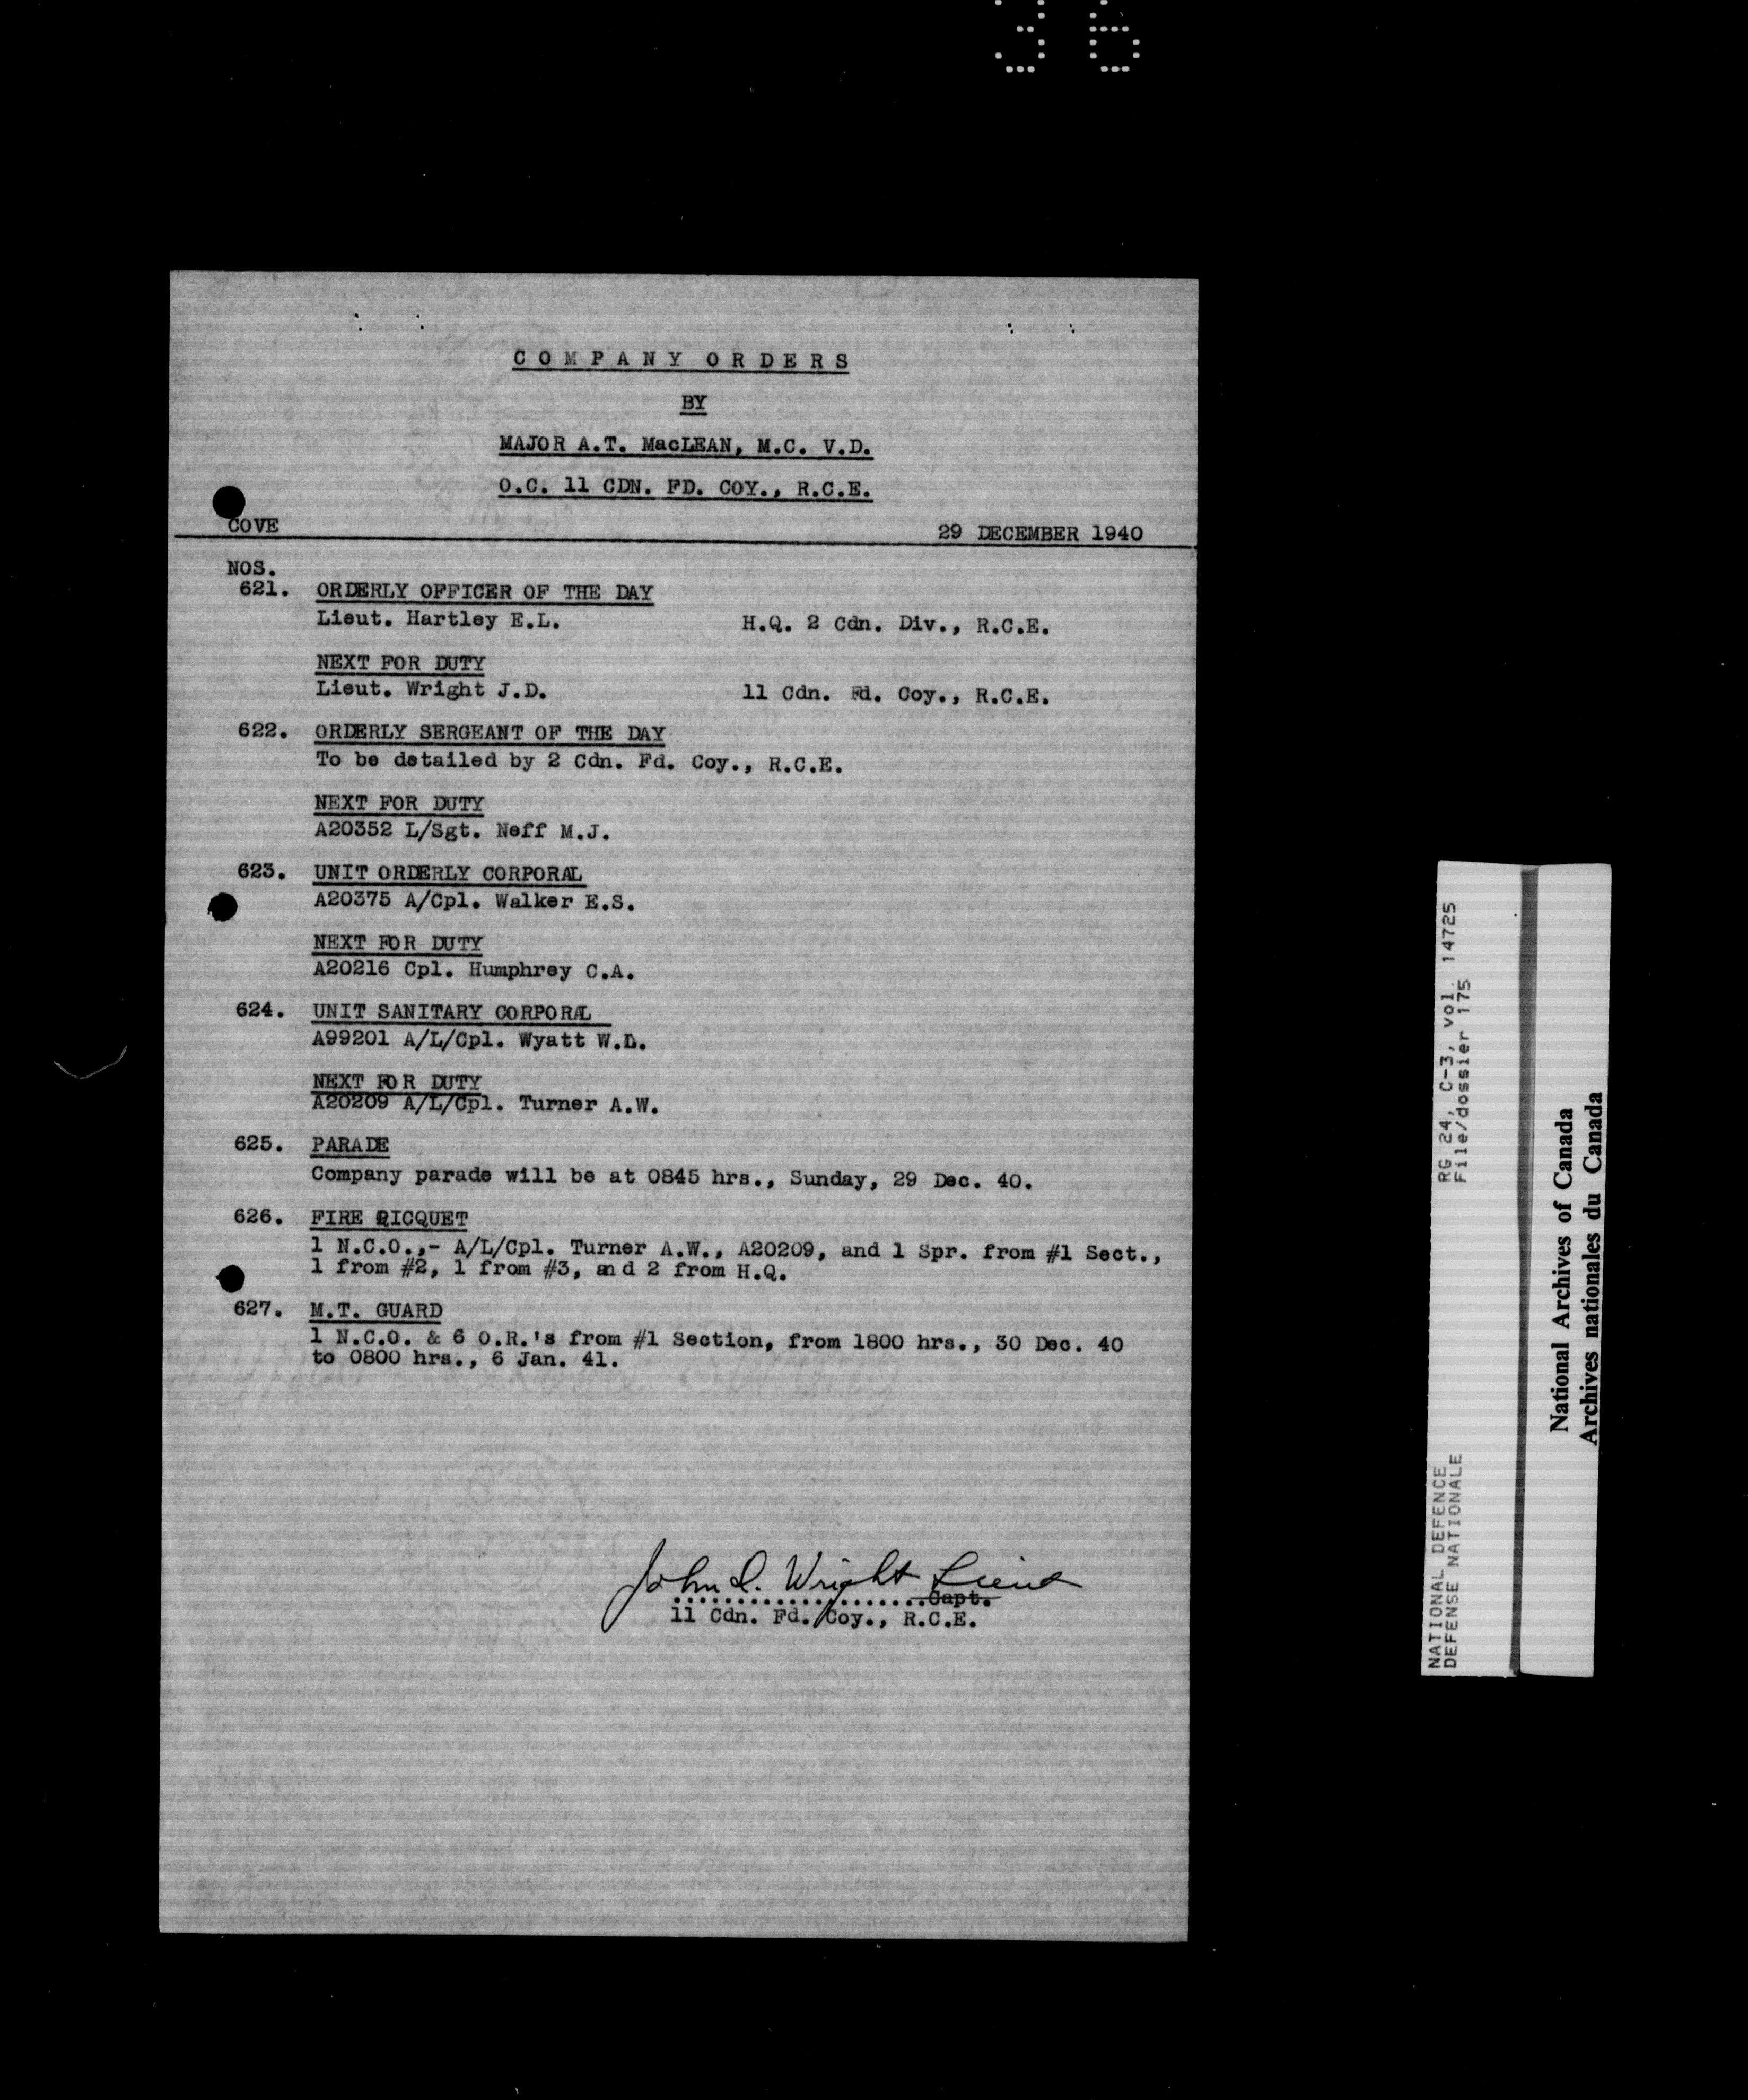 36
COMPANY ORDERS
BY
MAJOR A.T. MacLEAN, M.C. V.D.
O.C. 11 CDN. FD. COY., R.C.E.
COVE 29 DECEMBER 1940
NOS.
621. ORDERLY OFFICER OF THE DAY
Lieut. Hartley E.L. H.Q. 2 Cdn. Div., R.C.E.
NEXT FOR DUTY
Lieut. Wright J.D. 11 Cdn. Fd. Coy., R.C.E.
622. ORDERLY SERGEANT OF THE DAY
To be detailed by 2 Cdn. Fd. Coy., R.C.E.
NEXT FOR DUTY
A20352 L/Sgt. Neff M.J.
623. UNIT ORDERLY CORPORAL
A20375 A/Cpl. Walker E.S.
NEXT FOR DUTY
A20216 Cpl. Humphrey C.A.
624. UNIT SANITARY CORPORAL
A99201 A/L/Cpl. Wyatt W.D.
NEXT FOR DUTY
A20209 A/L/Cpl. Turner A.W.
625. PARADE
Company parade will be at 0845 hrs., Sunday, 29 Dec. 40.
626. FIRE PICQUET
1 N.C.O.,- A/L/Cpl. Turner A.W., A20209, and 1 Spr. from #1 Sect.,
1 from #2, 1 from #3, and 2 from H.Q.
627. M.T. GUARD
1 N.C.O. & 6 O.R.'s from #1 Section, from 1800 hrs., 30 Dec. 40
to 0800 hrs., 6 Jan. 41.
John D. Wright Lieut
......................Capt.
11 Cdn. Fd. Coy., R.C.E.
NATIONAL DEFENCE RG 24, C-3, vol. 14725
DEFENSE NATIONALE File/dossier 175
National Archives of Canada
Archives nationales du Canada